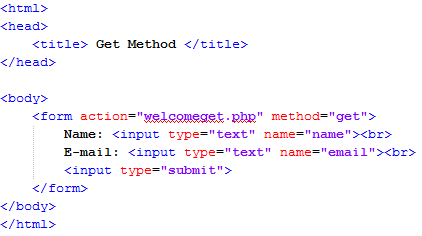 <html>
<head>
<title> Get Method </title>
</head>
<body>
<form action="welcomeget.php" method="get">
Name: <input type="text" name="name"><br>
E-mail: <input type="text" name="email"><br>
<input type="submit">
</form>
</body>
</html>